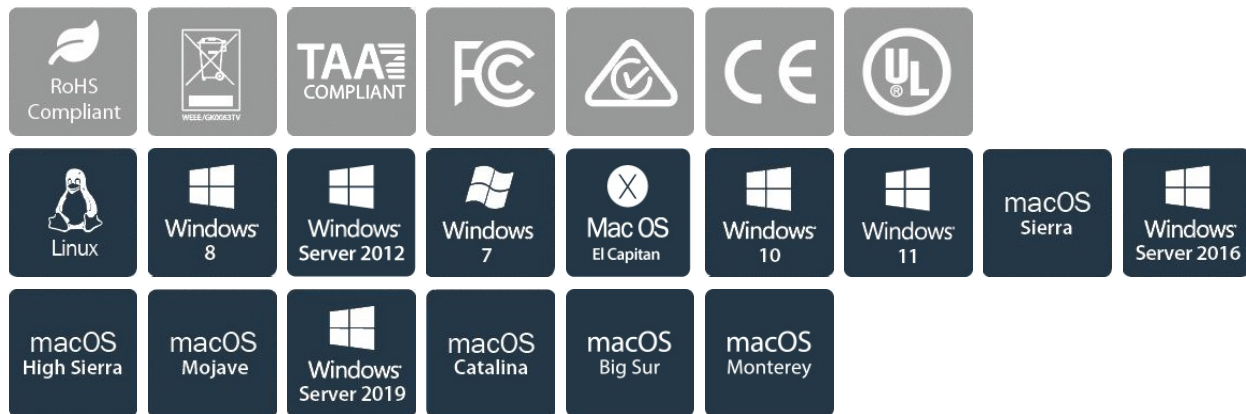 RoHS
Compliant
WEEE/GK0063TV
TAA
COMPLIANT
FC
CE
UL
®
Linux
Windows
8
Windows
Server 2012
Windows
7
X
Mac OS
El Capitan
Windows
10
Windows
11
macOS
Sierra
Windows
Server 2016
macOS
High Sierra
macOS
Mojave
Windows
Server 2019
macOS
Catalina
macOS
Big Sur
macOS
Monterey